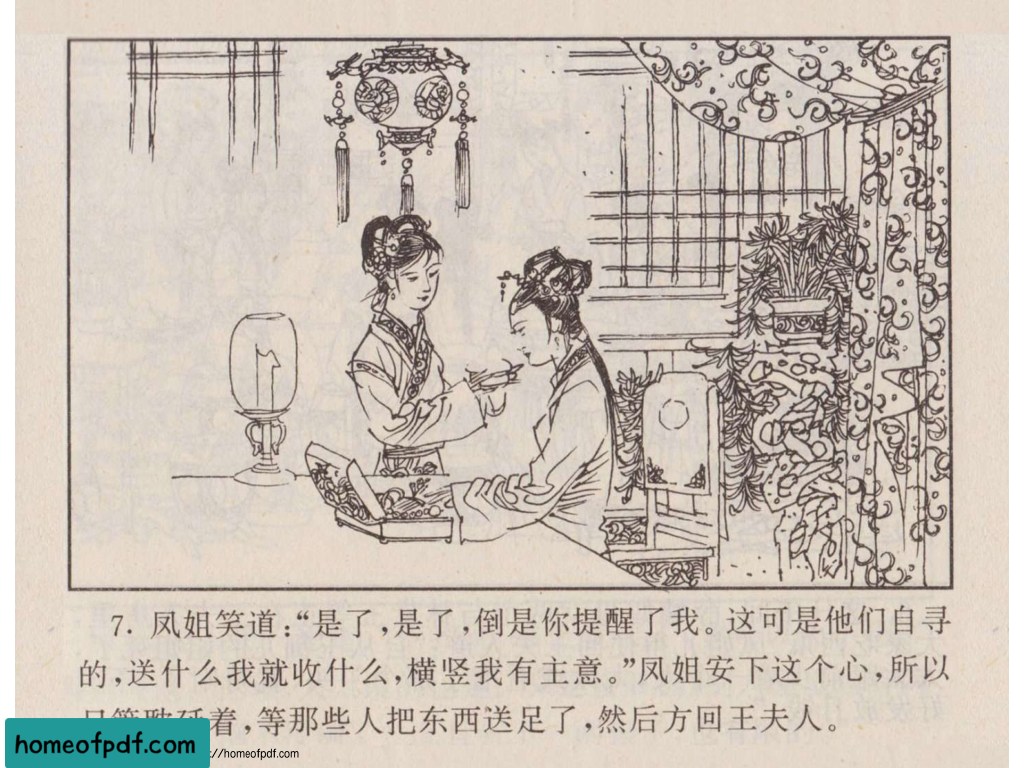 7. 凤姐笑道：“是了，是了，倒是你提醒了我。这可是他们自寻
的，送什么我就收什么，横竖我有主意。”凤姐安下这个心，所以
着，等那些人把东西送足了，然后方回王夫人。
homeofpdf.com
://homeofpdf.com